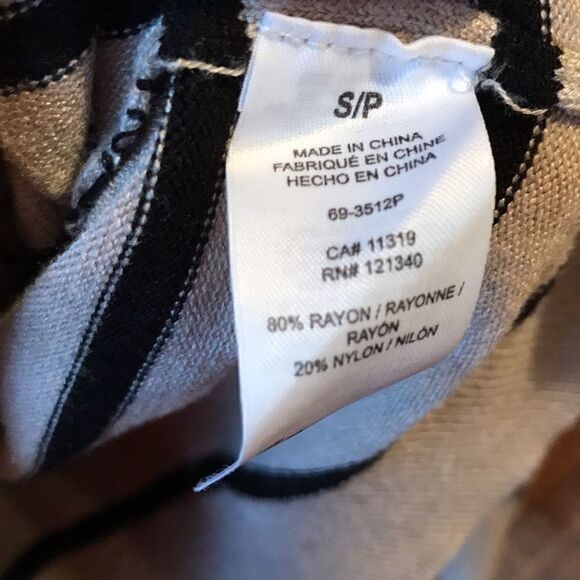 S/P
MADE IN CHINA
FABRIQUÉ EN CHINE
HECHO EN CHINA
69-3512P
CA# 11319
RN# 121340
80% RAYON / RAYONNE /
RAYÓN
20% NYLON / NILÓN